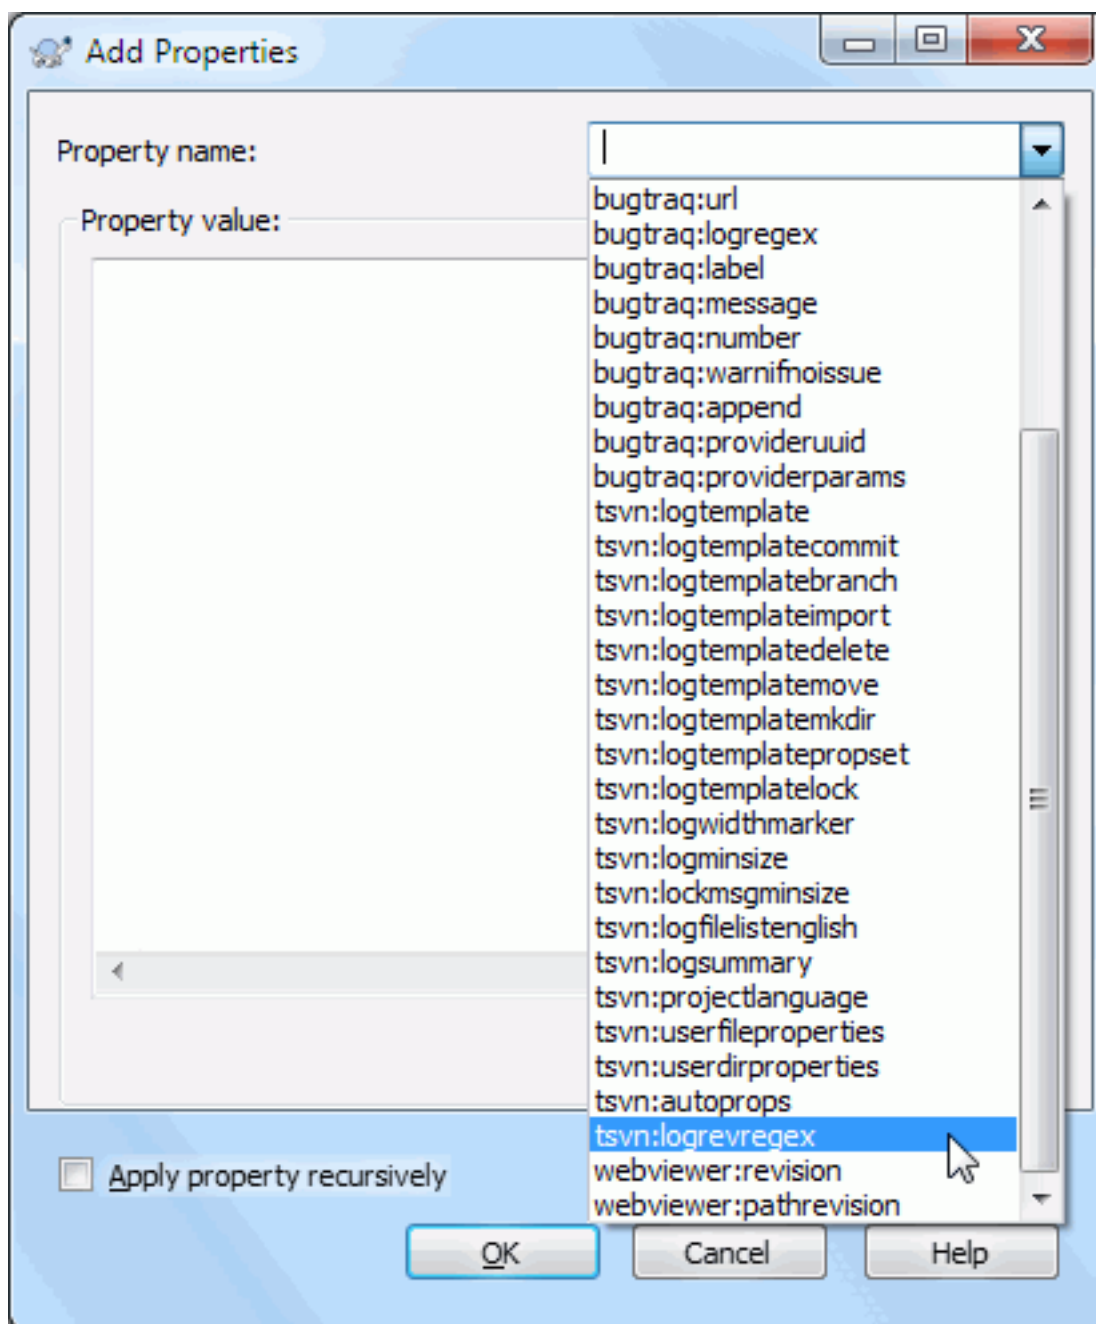 Add Properties
Property name:
Property value:
bugtraq:url
bugtraq:logregex
bugtraq:label
bugtraq:message
bugtraq:number
bugtraq:warnifnoissue
bugtraq:append
bugtraq:provideruuid
bugtraq:providerparams
tsvn:logtemplate
tsvn:logtemplatecommit
tsvn:logtemplatebranch
tsvn:logtemplateimport
tsvn:logtemplatedelete
tsvn:logtemplatemove
tsvn:logtemplatemkdir
tsvn:logtemplatepropset
tsvn:logtemplatelock
tsvn:logwidthmarker
tsvn:logminsize
tsvn:lockmsgminsize
tsvn:logfilelistenglish
tsvn:logsummary
tsvn:projectlanguage
tsvn:userfileproperties
tsvn:userdirproperties
tsvn:autoprops
tsvn:logrevregex
webviewer:revision
webviewer:pathrevision
Apply property recursively
OK Cancel Help